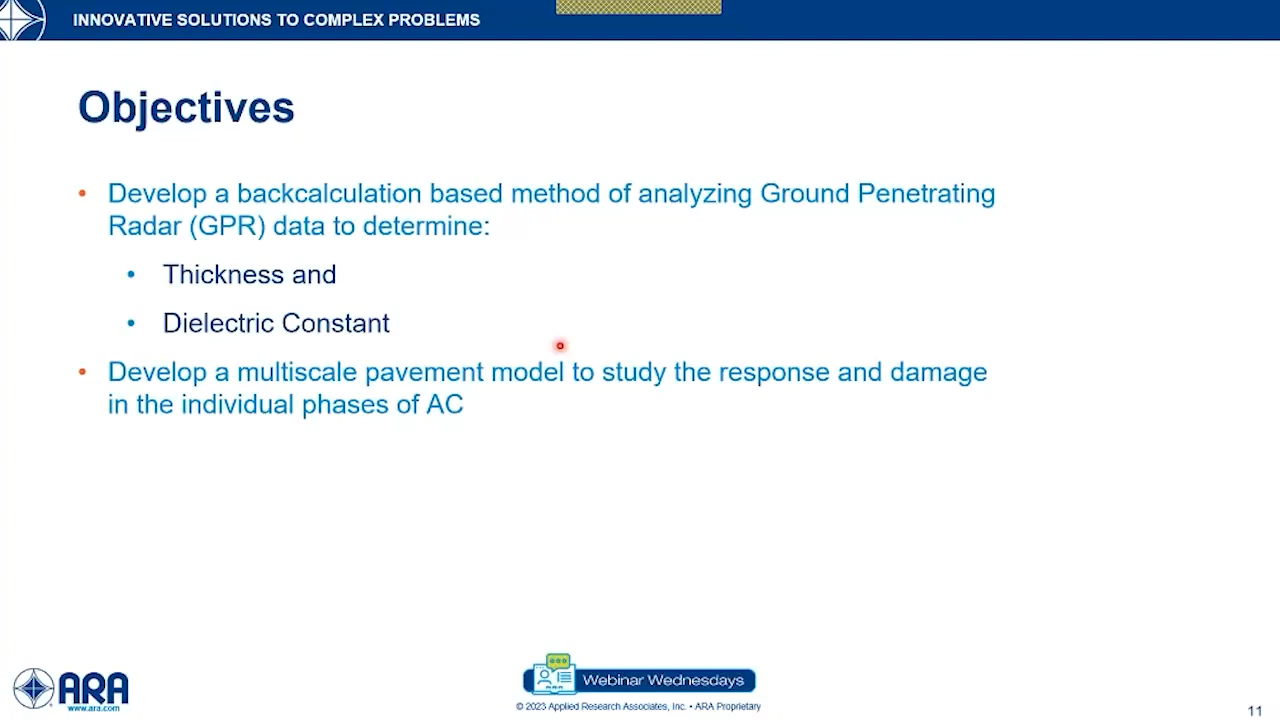 INNOVATIVE SOLUTIONS TO COMPLEX PROBLEMS
Objectives
• Develop a backcalculation based method of analyzing Ground Penetrating
Radar (GPR) data to determine:
• Thickness and
• Dielectric Constant
• Develop a multiscale pavement model to study the response and damage
in the individual phases of AC
ARA
www.ara.com
Webinar Wednesdays
© 2023 Applied Research Associates, Inc. • ARA Proprietary
11